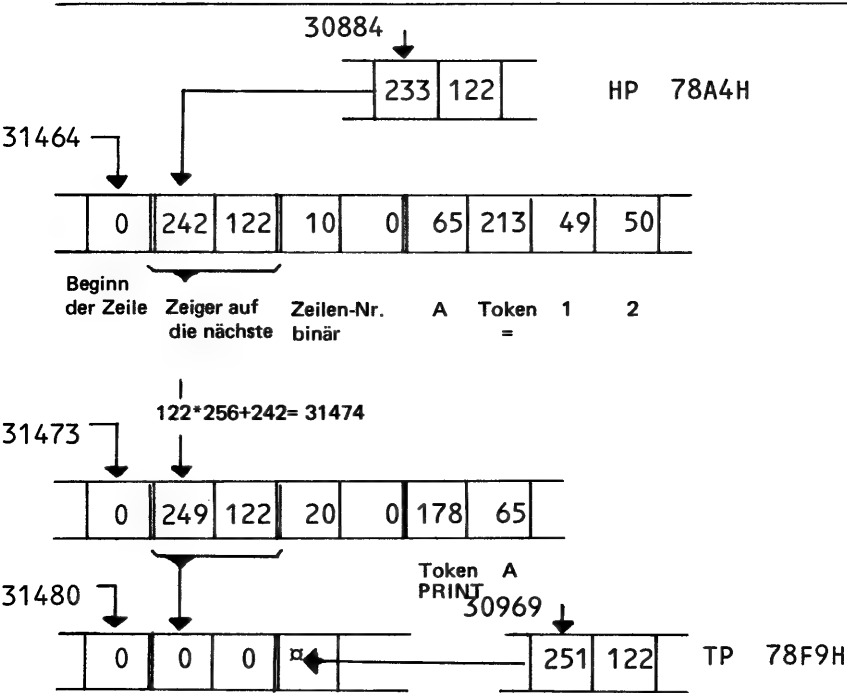 30884
233 122 HP 78A4H
31464
0 242 122 10 0 65 213 49 50
Beginn
der Zeile Zeiger auf
die nächste Zeilen-Nr.
binär A Token
= 1 2
122*256+242= 31474
31473
0 249 122 20 0 178 65
Token A
PRINT
31480 30969
0 0 0 ¤ 251 122 TP 78F9H